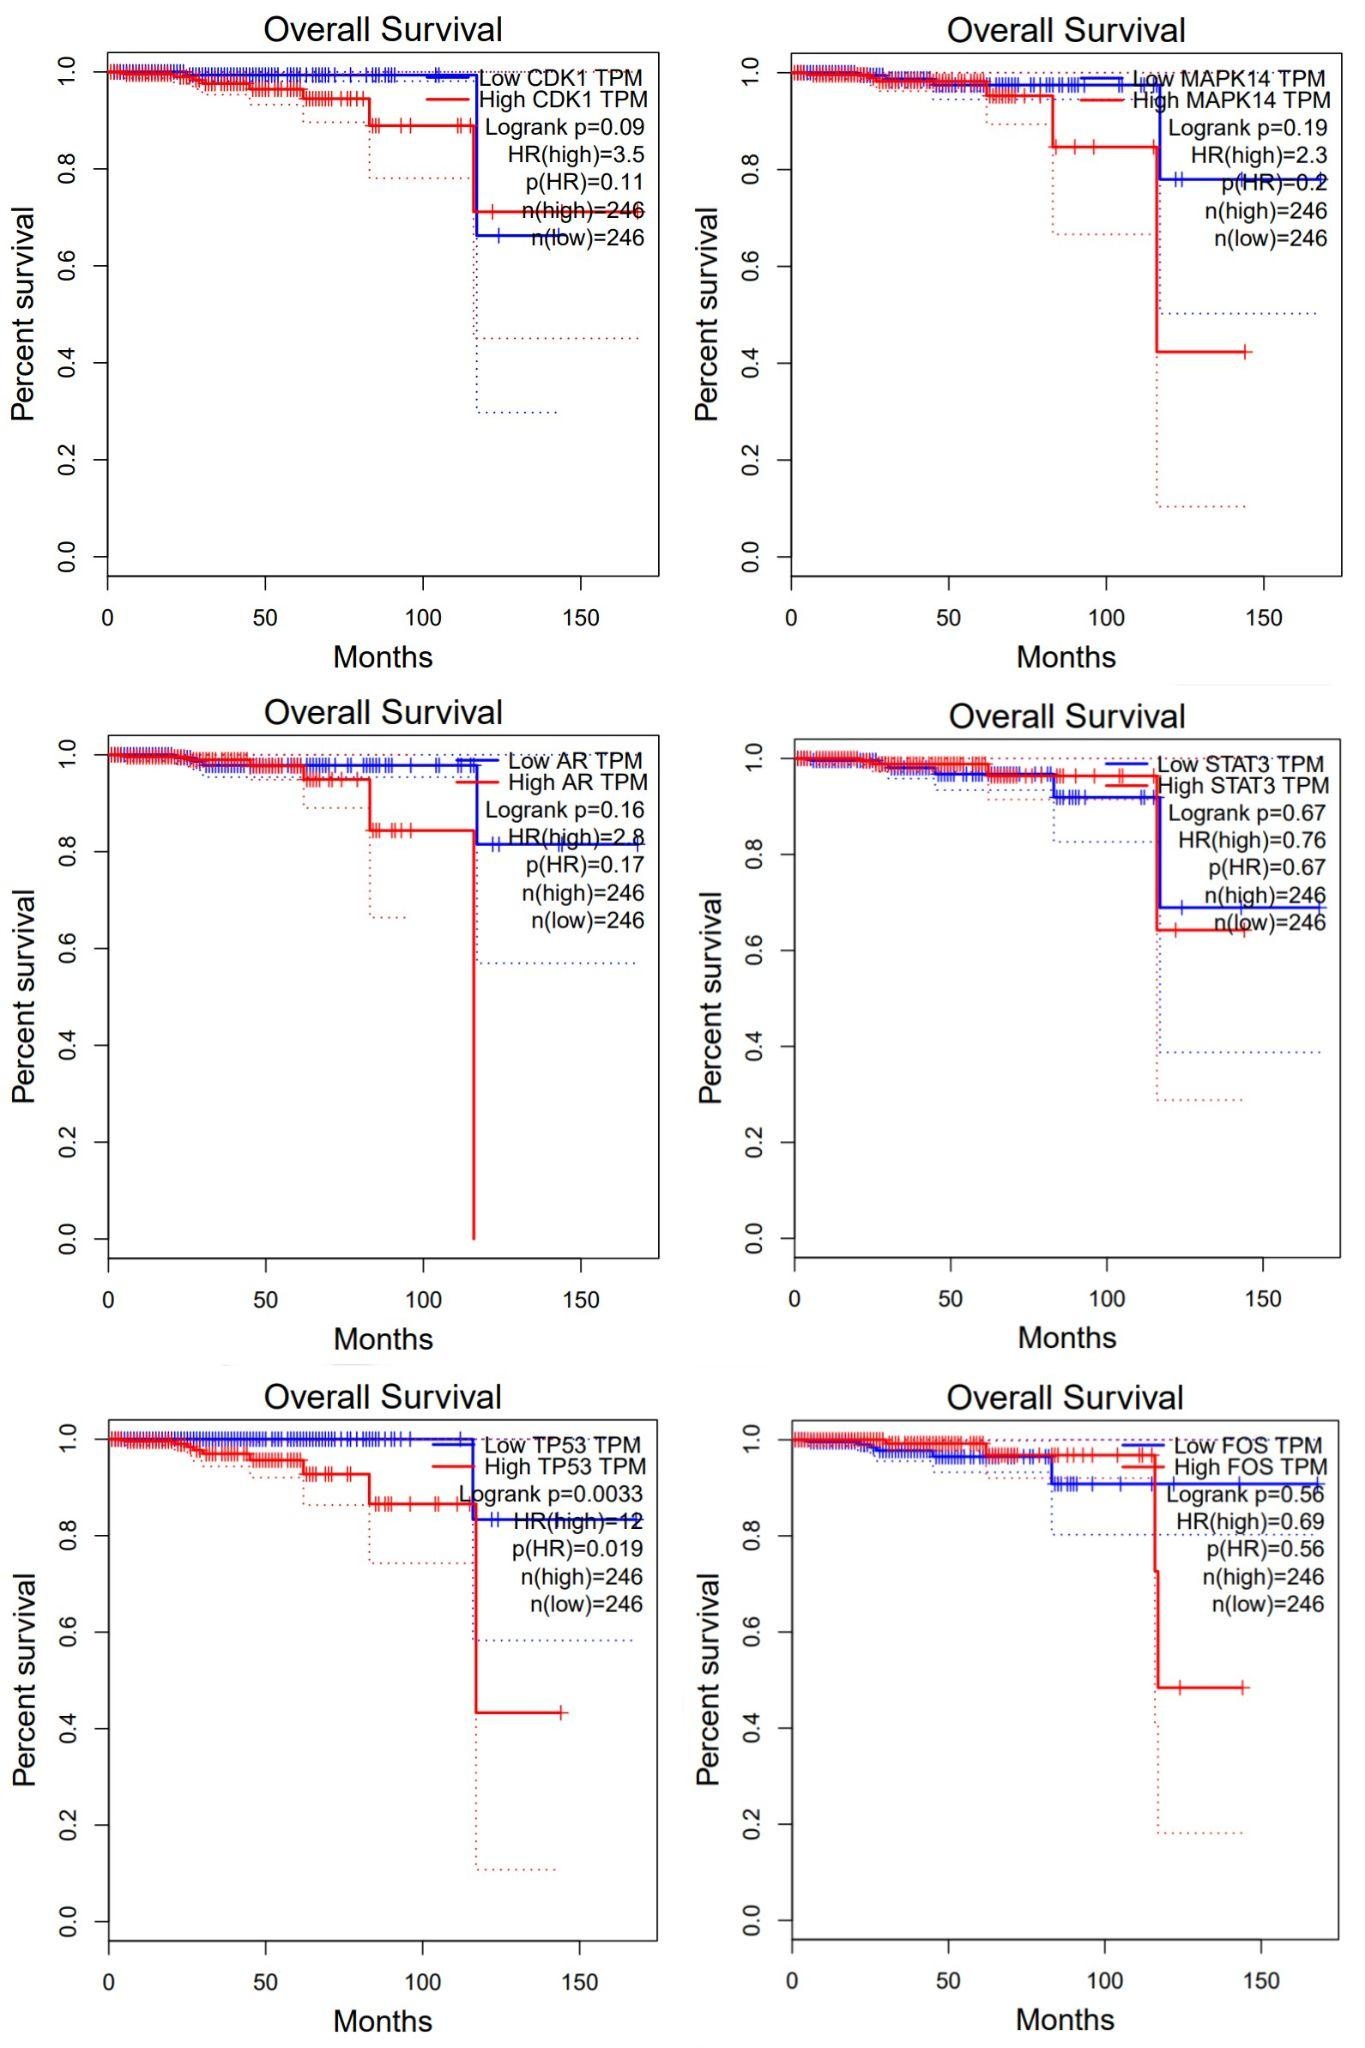 Overall Survival
Percent survival
1.0
0.8
0.6
0.4
0.2
0.0
Low CDK1 TPM
High CDK1 TPM
Logrank p=0.09
HR(high)=3.5
p(HR)=0.11
n(high)=246
n(low)=246
0 50 100 150
Months
Overall Survival
Percent survival
1.0
0.8
0.6
0.4
0.2
0.0
Low MAPK14 TPM
High MAPK14 TPM
Logrank p=0.19
HR(high)=2.3
p(HR)=0.2
n(high)=246
n(low)=246
0 50 100 150
Months
Overall Survival
Percent survival
1.0
0.8
0.6
0.4
0.2
0.0
Low AR TPM
High AR TPM
Logrank p=0.16
HR(high)=2.8
p(HR)=0.17
n(high)=246
n(low)=246
0 50 100 150
Months
Overall Survival
Percent survival
1.0
0.8
0.6
0.4
0.2
0.0
Low STAT3 TPM
High STAT3 TPM
Logrank p=0.67
HR(high)=0.76
p(HR)=0.67
n(high)=246
n(low)=246
0 50 100 150
Months
Overall Survival
Percent survival
1.0
0.8
0.6
0.4
0.2
0.0
Low TP53 TPM
High TP53 TPM
Logrank p=0.0033
HR(high)=12
p(HR)=0.019
n(high)=246
n(low)=246
0 50 100 150
Months
Overall Survival
Percent survival
1.0
0.8
0.6
0.4
0.2
0.0
Low FOS TPM
High FOS TPM
Logrank p=0.56
HR(high)=0.69
p(HR)=0.56
n(high)=246
n(low)=246
0 50 100 150
Months